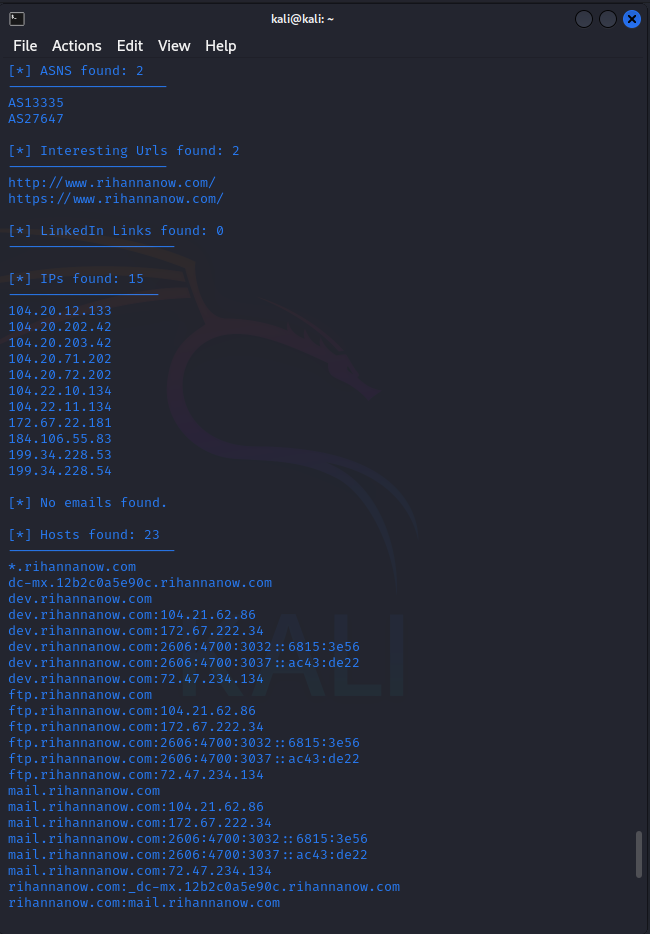 kali@kali: ~
File Actions Edit View Help
[*] ASNS found: 2
--------------------
AS13335
AS27647
[*] Interesting Urls found: 2
--------------------
http://www.rihannanow.com/
https://www.rihannanow.com/
[*] LinkedIn Links found: 0
---------------------
[*] IPs found: 15
-------------------
104.20.12.133
104.20.202.42
104.20.203.42
104.20.71.202
104.20.72.202
104.22.10.134
104.22.11.134
172.67.22.181
184.106.55.83
199.34.228.53
199.34.228.54
[*] No emails found.
[*] Hosts found: 23
---------------------
*.rihannanow.com
dc-mx.12b2c0a5e90c.rihannanow.com
dev.rihannanow.com
dev.rihannanow.com:104.21.62.86
dev.rihannanow.com:172.67.222.34
dev.rihannanow.com:2606:4700:3032::6815:3e56
dev.rihannanow.com:2606:4700:3037::ac43:de22
dev.rihannanow.com:72.47.234.134
ftp.rihannanow.com
ftp.rihannanow.com:104.21.62.86
ftp.rihannanow.com:172.67.222.34
ftp.rihannanow.com:2606:4700:3032::6815:3e56
ftp.rihannanow.com:2606:4700:3037::ac43:de22
ftp.rihannanow.com:72.47.234.134
mail.rihannanow.com
mail.rihannanow.com:104.21.62.86
mail.rihannanow.com:172.67.222.34
mail.rihannanow.com:2606:4700:3032::6815:3e56
mail.rihannanow.com:2606:4700:3037::ac43:de22
mail.rihannanow.com:72.47.234.134
rihannanow.com:_dc-mx.12b2c0a5e90c.rihannanow.com
rihannanow.com:mail.rihannanow.com
KALI